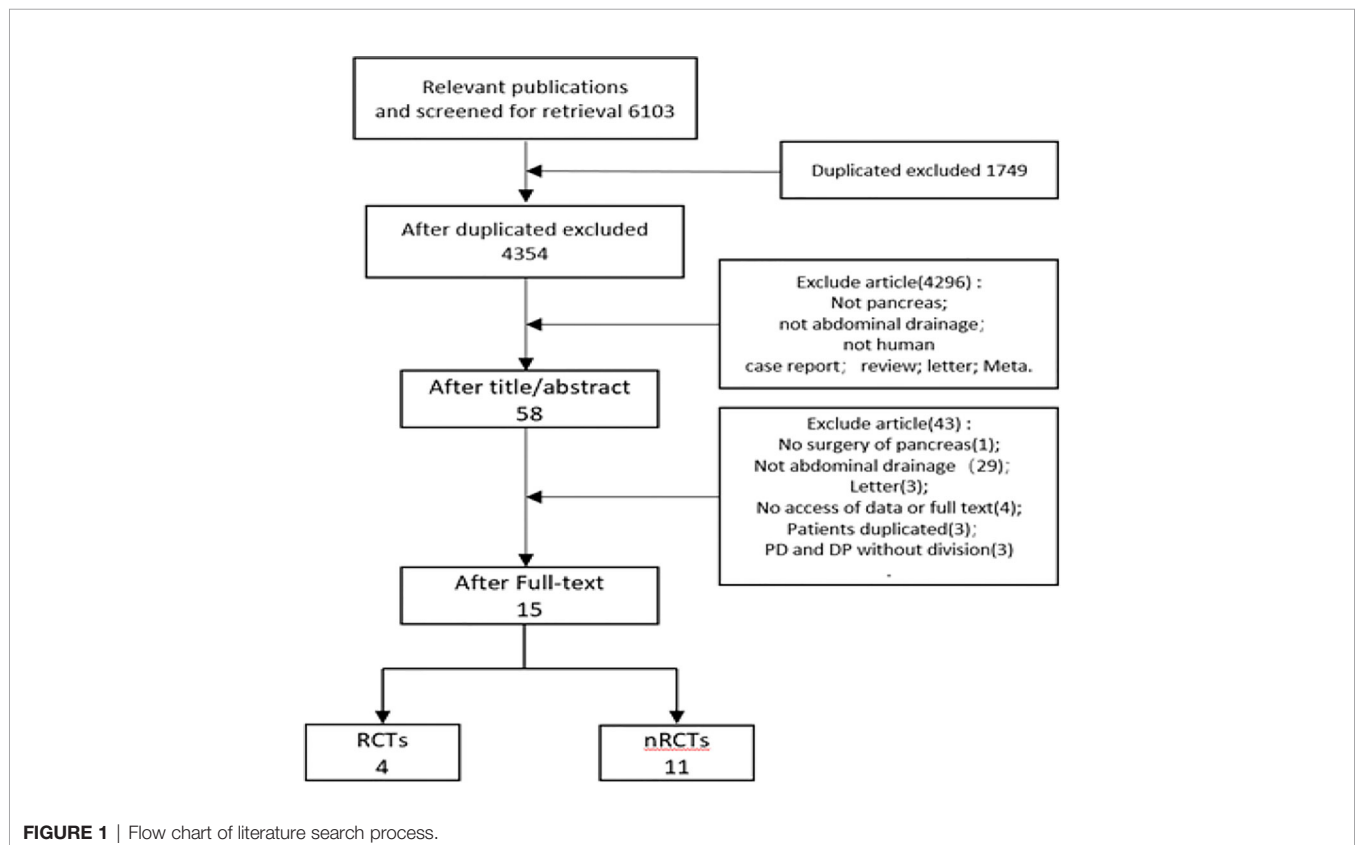 Relevant publications
and screened for retrieval 6103
Duplicated excluded 1749
After duplicated excluded
4354
Exclude article(4296) :
Not pancreas;
not abdominal drainage;
not human
case report; review; letter; Meta.
After title/abstract
58
Exclude article(43) :
No surgery of pancreas(1);
Not abdominal drainage （29）;
Letter(3);
No access of data or full text(4);
Patients duplicated(3);
PD and DP without division(3)
.
After Full-text
15
RCTs
4
nRCTs
11
FIGURE 1 | Flow chart of literature search process.